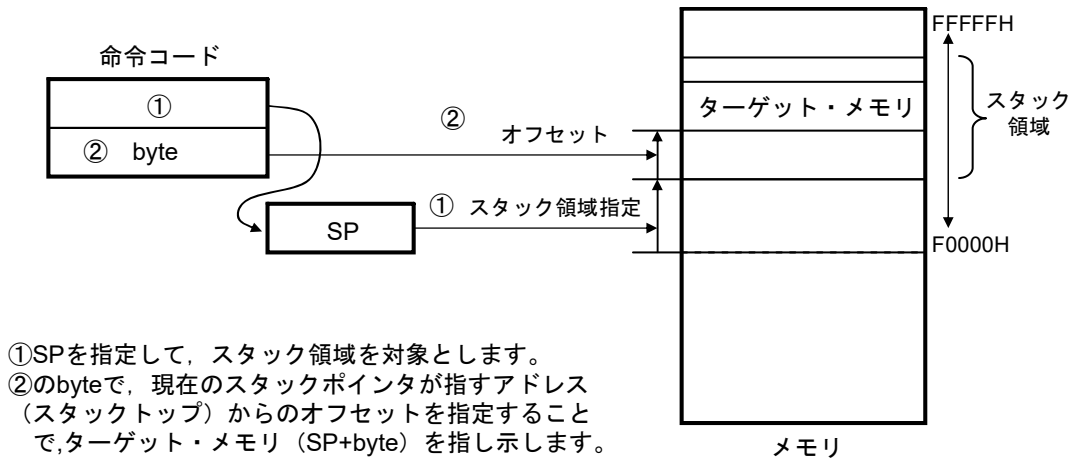 命令コード
①
② byte
SP
②
オフセット
① スタック領域指定
FFFFFH
ターゲット・メモリ
スタック
領域
F0000H
メモリ
①SPを指定して，スタック領域を対象とします。
②のbyteで，現在のスタックポインタが指すアドレス
（スタックトップ）からのオフセットを指定すること
で,ターゲット・メモリ（SP+byte）を指し示します。